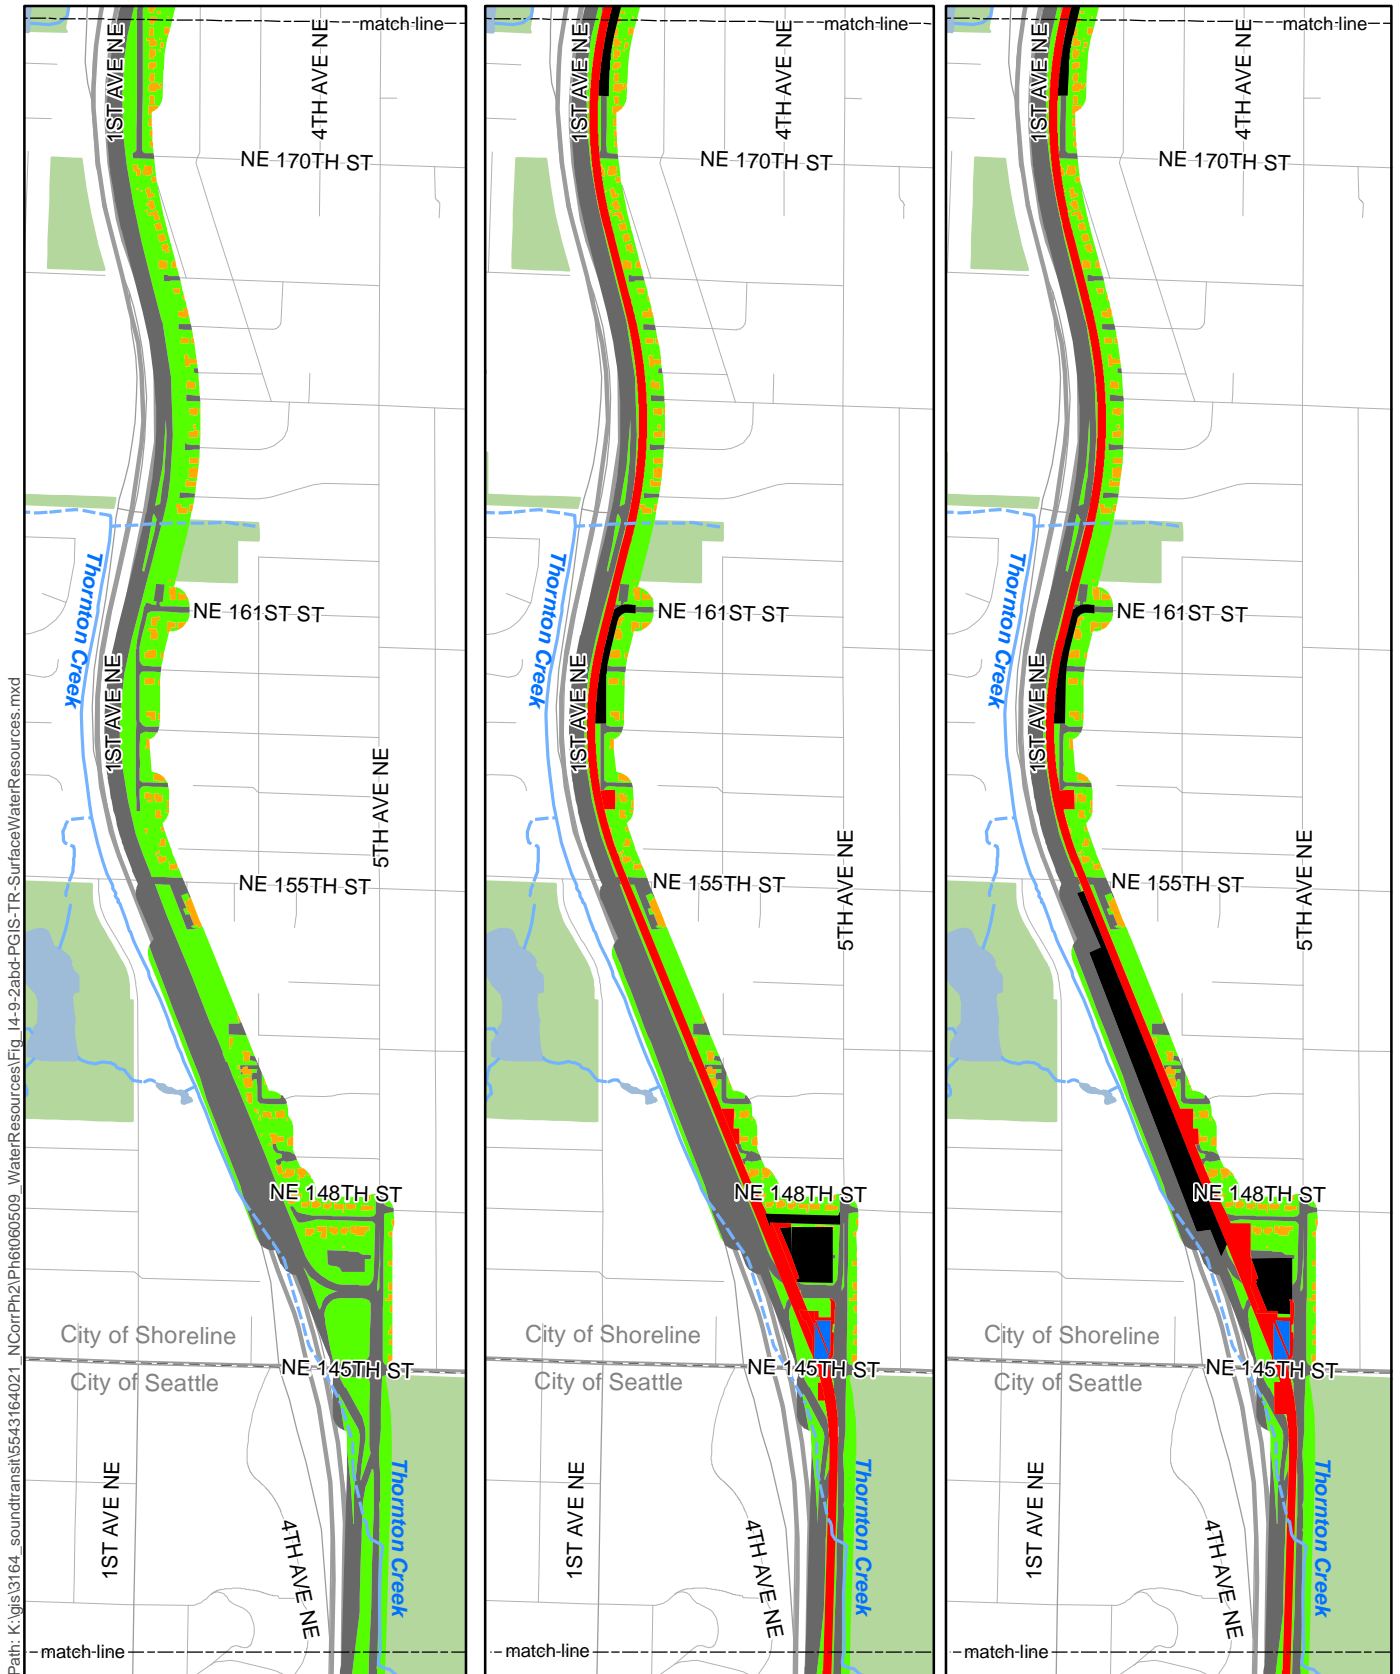 match line
1ST AVE NE
4TH AVE NE
NE 170TH ST
Thornton Creek
NE 161ST ST
1ST AVE NE
5TH AVE NE
NE 155TH ST
NE 148TH ST
City of Shoreline
NE 145TH ST
City of Seattle
1ST AVE NE
4TH AVE NE
Thornton Creek
match line
match line
1ST AVE NE
4TH AVE NE
NE 170TH ST
Thornton Creek
NE 161ST ST
1ST AVE NE
5TH AVE NE
NE 155TH ST
NE 148TH ST
City of Shoreline
NE 145TH ST
City of Seattle
1ST AVE NE
4TH AVE NE
Thornton Creek
match line
match line
1ST AVE NE
4TH AVE NE
NE 170TH ST
Thornton Creek
NE 161ST ST
1ST AVE NE
5TH AVE NE
NE 155TH ST
NE 148TH ST
City of Shoreline
NE 145TH ST
City of Seattle
1ST AVE NE
4TH AVE NE
Thornton Creek
match line
Path: K:\gis\3164_soundtransit\5543164021_NCorrPh2\Ph6t060509_WaterResources\Fig_I4-9-2abd-PGIS-TR-SurfaceWaterResources.mxd